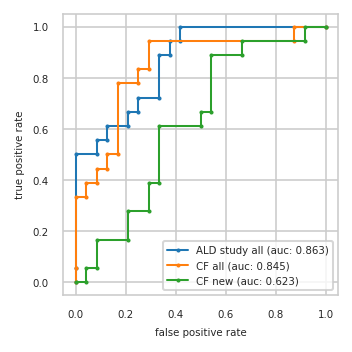 true positive rate
1.0
0.8
0.6
0.4
0.2
0.0
ALD study all (auc: 0.863)
CF all (auc: 0.845)
CF new (auc: 0.623)
0.0 0.2 0.4 0.6 0.8 1.0
false positive rate